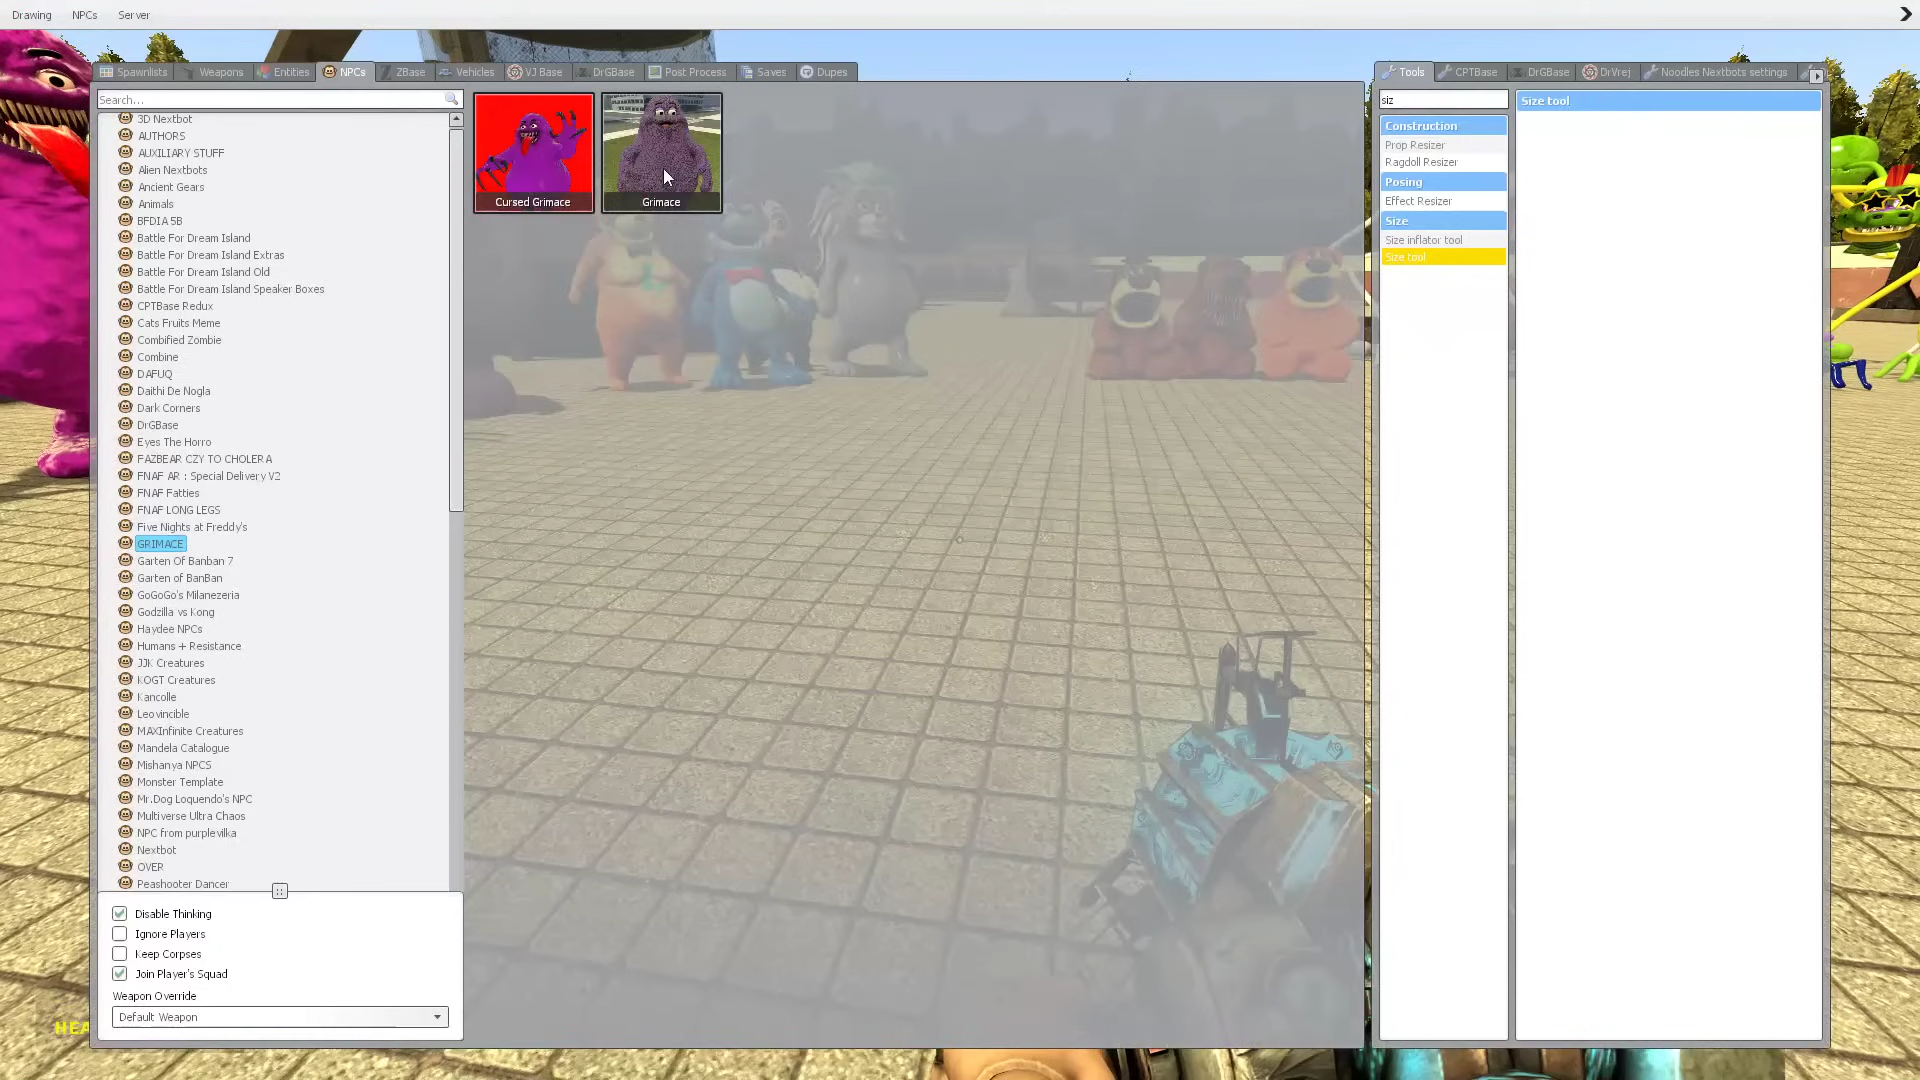 Drawing NPCs Server
Spawnlists Weapons Entities NPCs ZBase Vehicles VJ Base DrGBase Post Process Saves Dupes
Search...
3D Nextbot
AUTHORS
AUXILIARY STUFF
Alien Nextbots
Ancient Gears
Animals
BFDIA 5B
Battle For Dream Island
Battle For Dream Island Extras
Battle For Dream Island Old
Battle For Dream Island Speaker Boxes
CPTBase Redux
Cats Fruits Meme
Combified Zombie
Combine
DAFUQ
Daithi De Nogla
Dark Corners
DrGBase
Eyes The Horro
FAZBEAR CZY TO CHOLERA
FNAF AR : Special Delivery V2
FNAF Fatties
FNAF LONG LEGS
Five Nights at Freddy's
GRIMACE
Garten Of Banban 7
Garten of BanBan
GoGoGo's Milanezeria
Godzilla vs Kong
Haydee NPCs
Humans + Resistance
JJK Creatures
KOGT Creatures
Kancolle
Leovincible
MAXInfinite Creatures
Mandela Catalogue
Mishanya NPCS
Monster Template
Mr.Dog Loquendo's NPC
Multiverse Ultra Chaos
NPC from purplevilka
Nextbot
OVER
Peashooter Dancer
Disable Thinking
Ignore Players
Keep Corpses
Join Player's Squad
Weapon Override
Default Weapon
Cursed Grimace
Grimace
Tools CPTBase DrGBase DrVrej Noodles Nextbots settings
siz
Construction
Prop Resizer
Ragdoll Resizer
Posing
Effect Resizer
Size
Size inflator tool
Size tool
Size tool
HEA